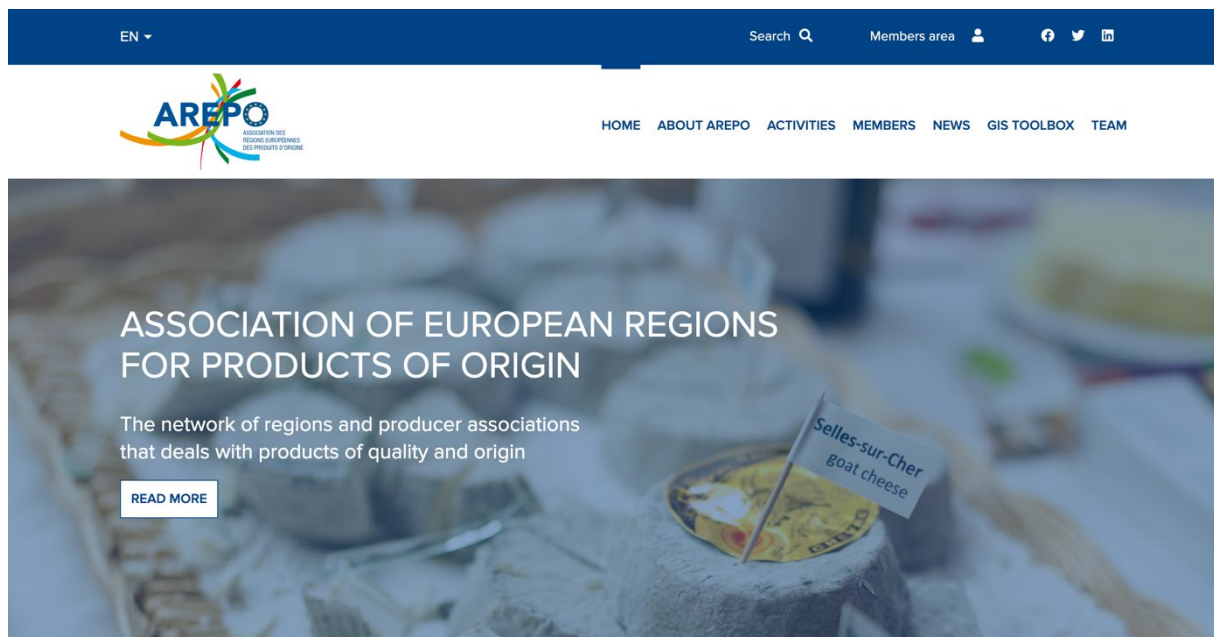 EN
Search
Members area
AREPO
ASSOCIATION DES
RÉGIONS EUROPÉENNES
DES PRODUITS D'ORIGINE
HOME ABOUT AREPO ACTIVITIES MEMBERS NEWS GIS TOOLBOX TEAM
ASSOCIATION OF EUROPEAN REGIONS
FOR PRODUCTS OF ORIGIN
The network of regions and producer associations
that deals with products of quality and origin
READ MORE
Selles-sur-Cher
goat cheese